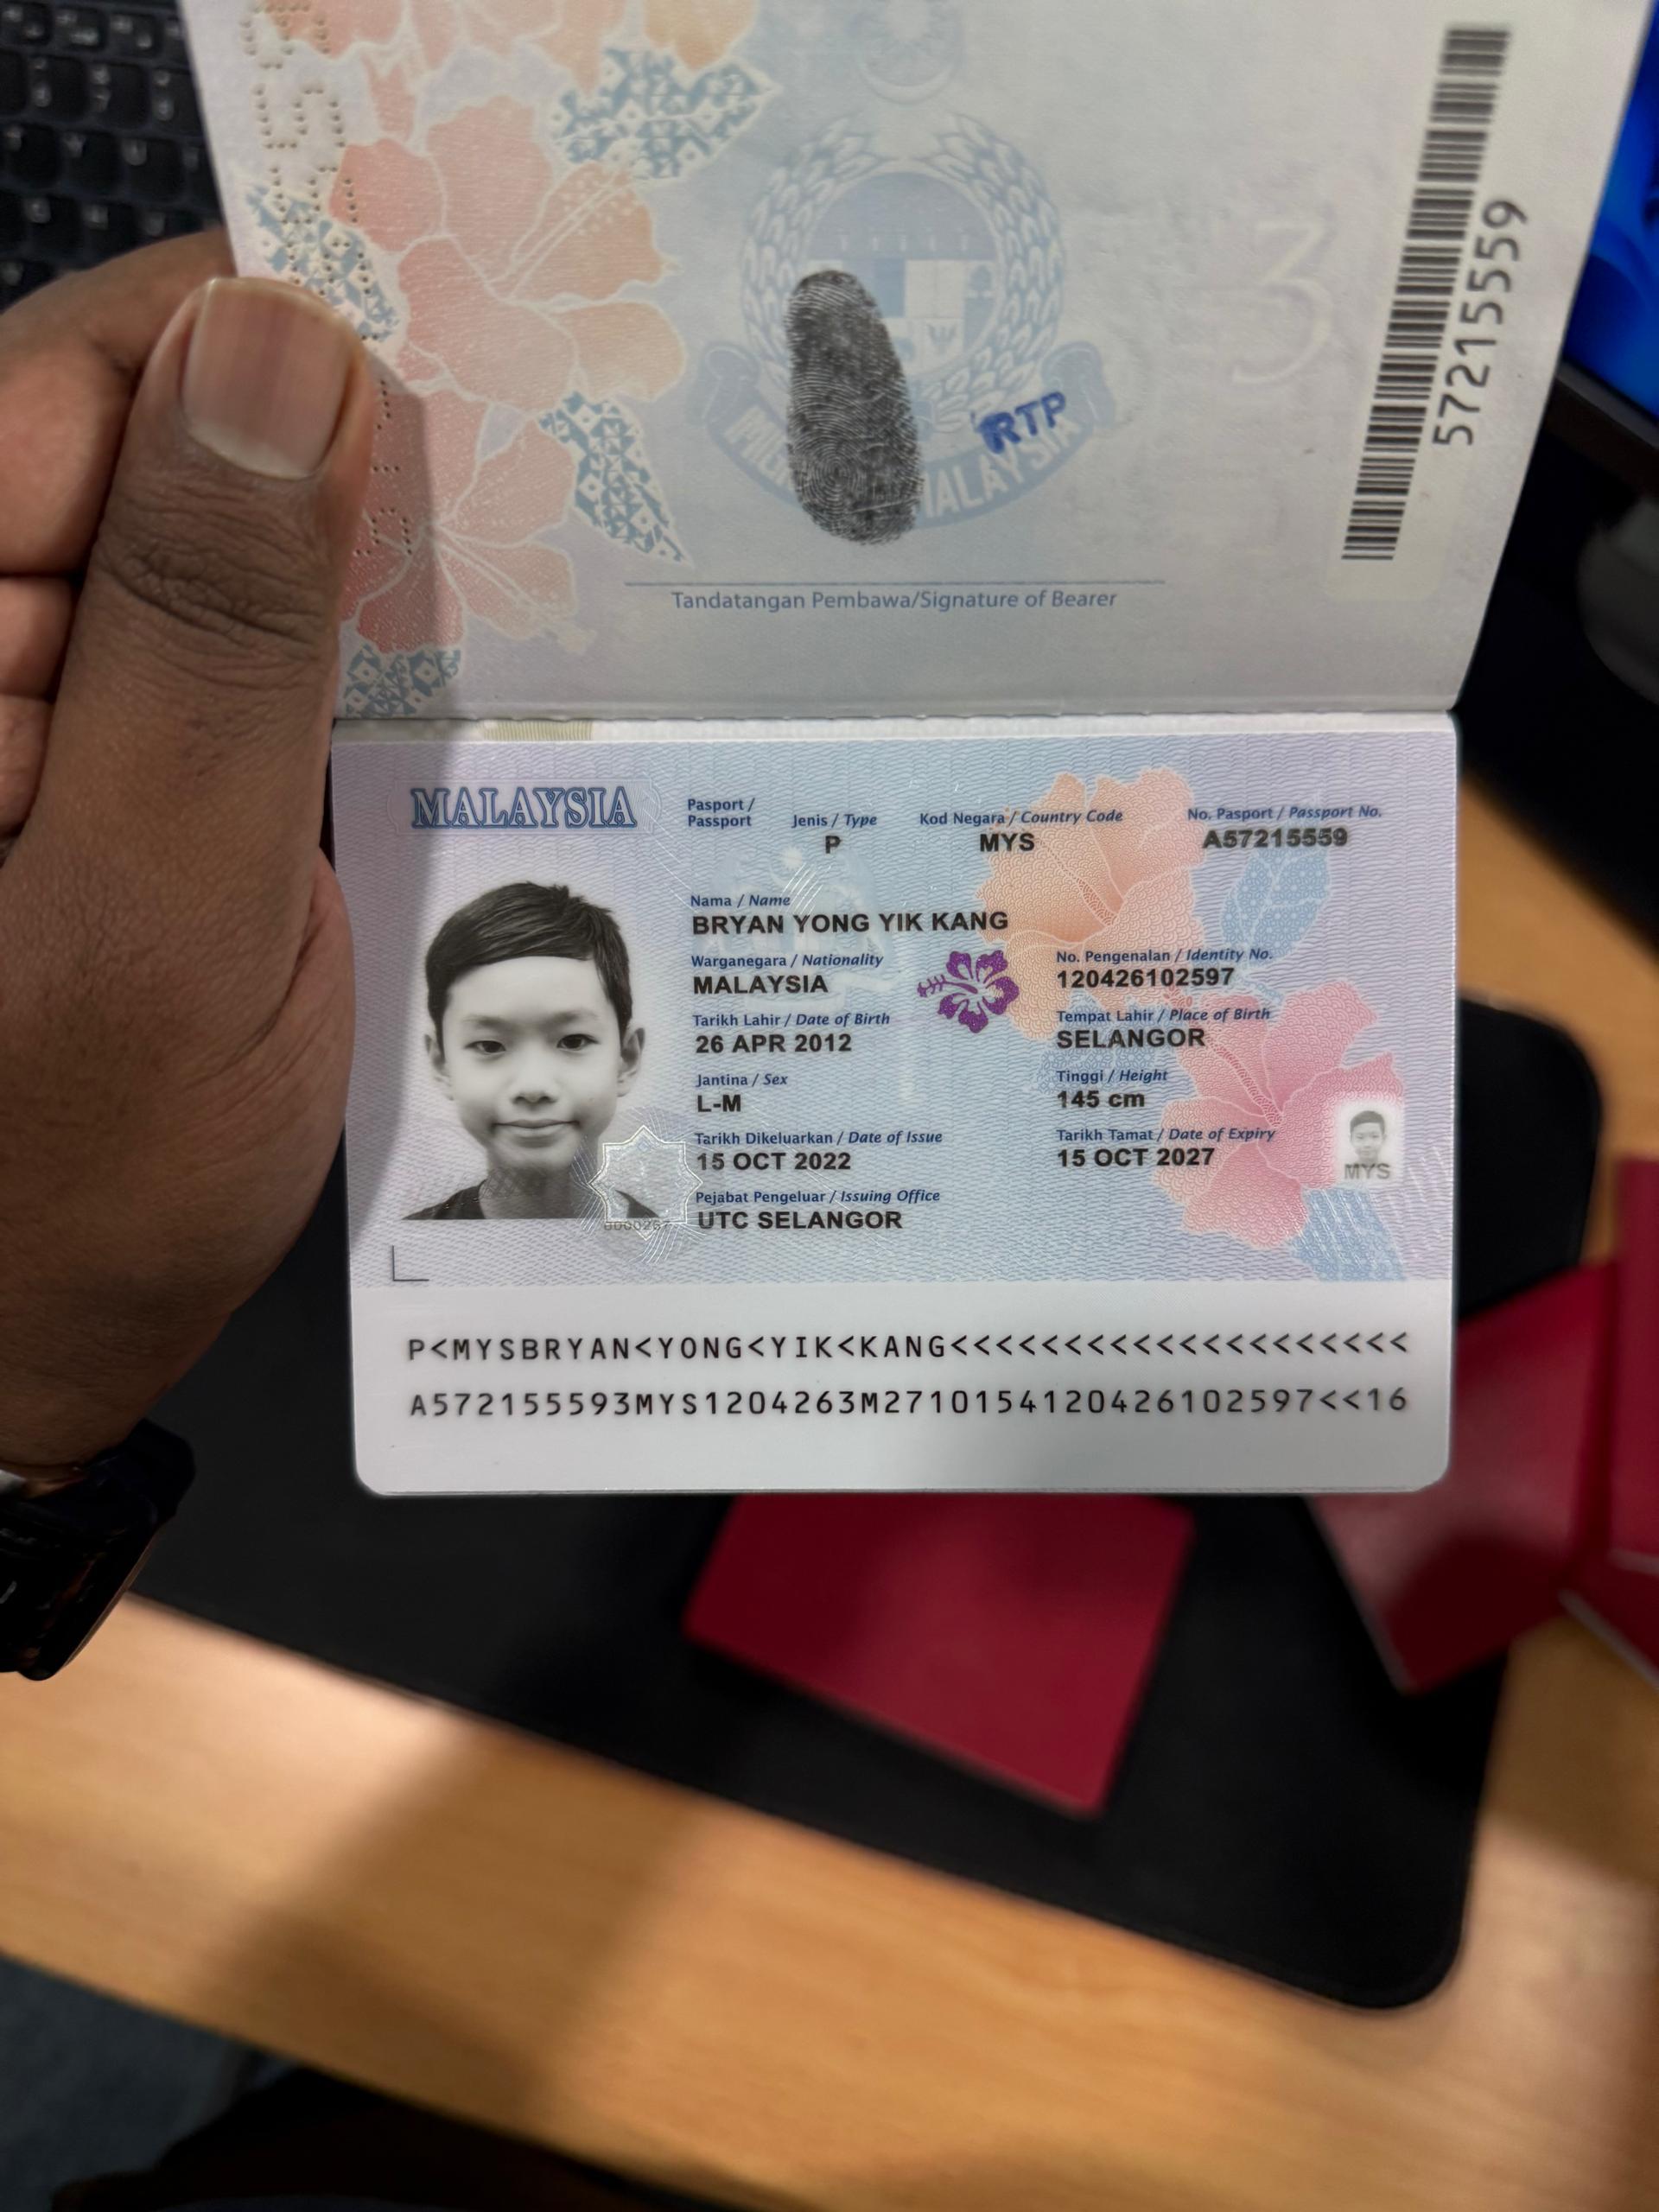 RTP
57215559
Tandatangan Pembawa/Signature of Bearer
MALAYSIA
Pasport /
Passport
Jenis / Type
P
Kod Negara / Country Code
MYS
No. Pasport / Passport No.
A57215559
Nama / Name
BRYAN YONG YIK KANG
Warganegara / Nationality
MALAYSIA
No. Pengenalan / Identity No.
120426102597
Tarikh Lahir / Date of Birth
26 APR 2012
Tempat Lahir / Place of Birth
SELANGOR
Jantina / Sex
L-M
Tinggi / Height
145 cm
Tarikh Dikeluarkan / Date of Issue
15 OCT 2022
Tarikh Tamat / Date of Expiry
15 OCT 2027
MYS
Pejabat Pengeluar / Issuing Office
UTC SELANGOR
P<MYSBRYAN<YONG<YIK<KANG<<<<<<<<<<<<<<<<<<<<
A572155593MYS1204263M2710154120426102597<<16